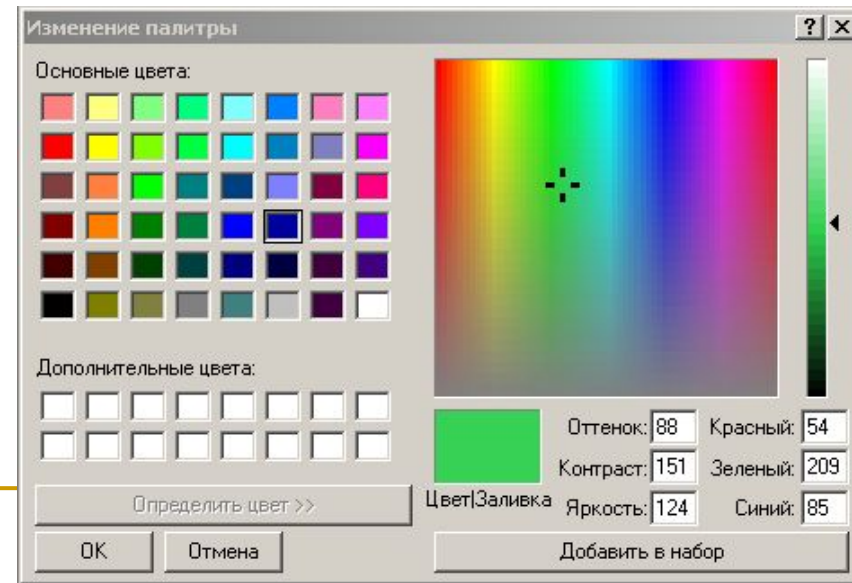 Изменение палитры
Основные цвета:
Дополнительные цвета:
Определить цвет >>
OK
Отмена
Цвет|Заливка
Оттенок: 88
Красный: 54
Контраст: 151
Зеленый: 209
Яркость: 124
Синий: 85
Добавить в набор